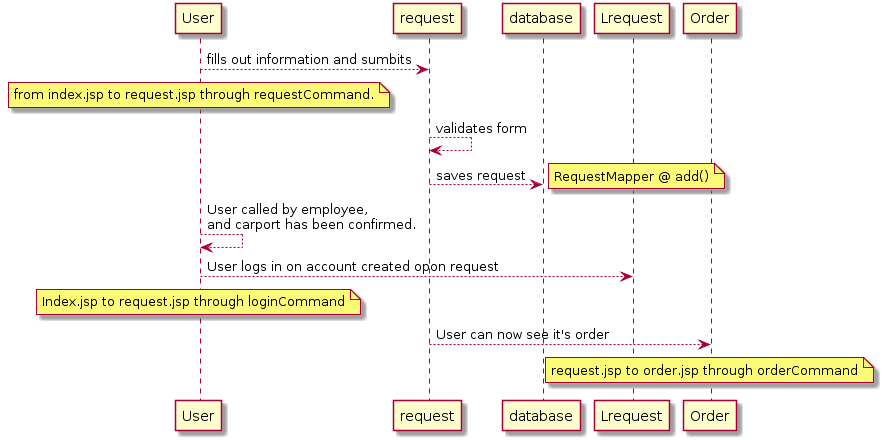 User
request
database
Lrequest
Order
fills out information and sumbits
from index.jsp to request.jsp through requestCommand.
validates form
saves request
RequestMapper @ add()
User called by employee,
and carport has been confirmed.
User logs in on account created opon request
Index.jsp to request.jsp through loginCommand
User can now see it's order
request.jsp to order.jsp through orderCommand
User
request
database
Lrequest
Order